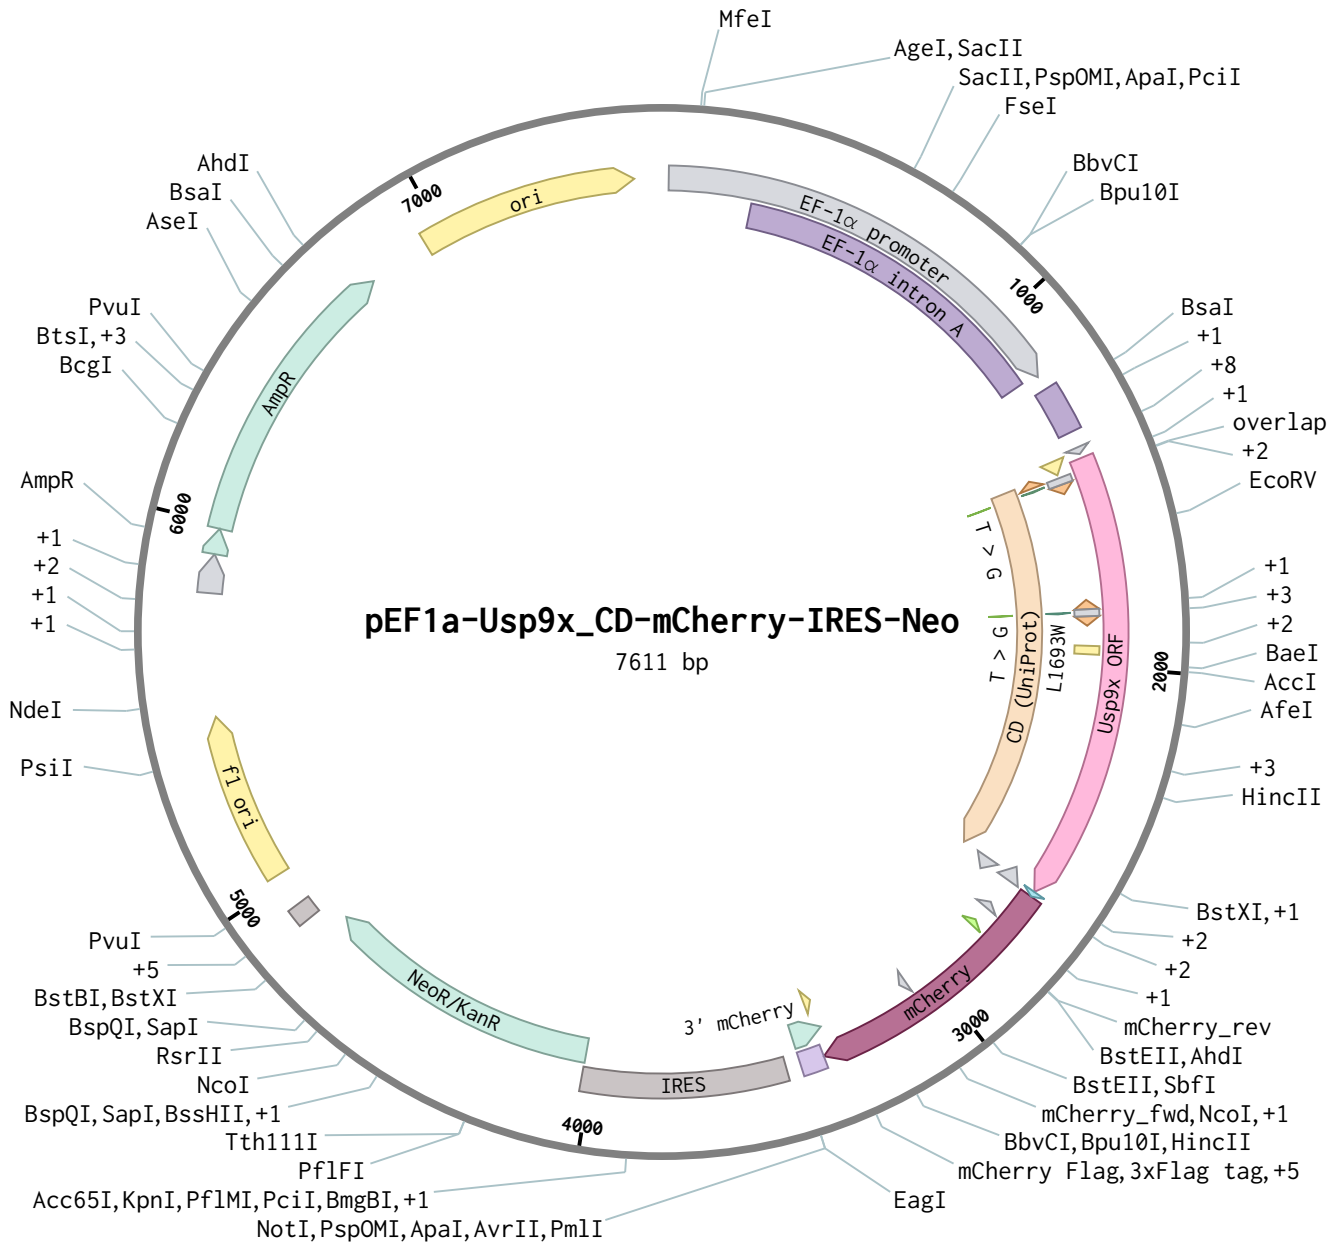 MfeI
AgeI,SacII
SacII,PspOMI,ApaI,PciI
FseI
BbvCI
Bpu10I
BsaI
+1
+8
+1
overlap
+2
EcoRV
+1
+3
+2
BaeI
AccI
AfeI
+3
HincII
BstXI,+1
+2
+2
+1
mCherry_rev
BstEII,AhdI
BstEII,SbfI
mCherry_fwd,NcoI,+1
BbvCI,Bpu10I,HincII
mCherry Flag,3xFlag tag,+5
EagI
NotI,PspOMI,ApaI,AvrII,PmlI
Acc65I,KpnI,PflMI,PciI,BmgBI,+1
PflFI
Tth111I
BspQI,SapI,BssHII,+1
NcoI
RsrII
BspQI,SapI
BstBI,BstXI
+5
PvuI
PsiI
NdeI
+1
+1
+2
+1
AmpR
BcgI
BtsI,+3
PvuI
AseI
BsaI
AhdI
7000
1000
2000
3000
4000
5000
6000
ori
EF-1α promoter
EF-1α intron A
T > G
T > G
L1693W
CD (UniProt)
Usp9x ORF
mCherry
3' mCherry
IRES
NeoR/KanR
f1 ori
AmpR
pEF1a-Usp9x_CD-mCherry-IRES-Neo
7611 bp